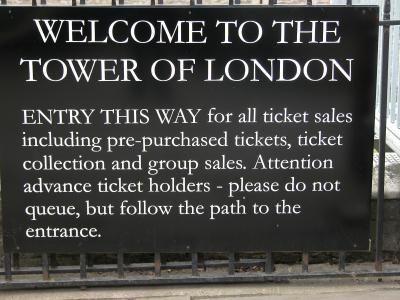 WELCOME TO THE
TOWER OF LONDON
ENTRY THIS WAY for all ticket sales
including pre-purchased tickets, ticket
collection and group sales. Attention
advance ticket holders - please do not
queue, but follow the path to the
entrance.